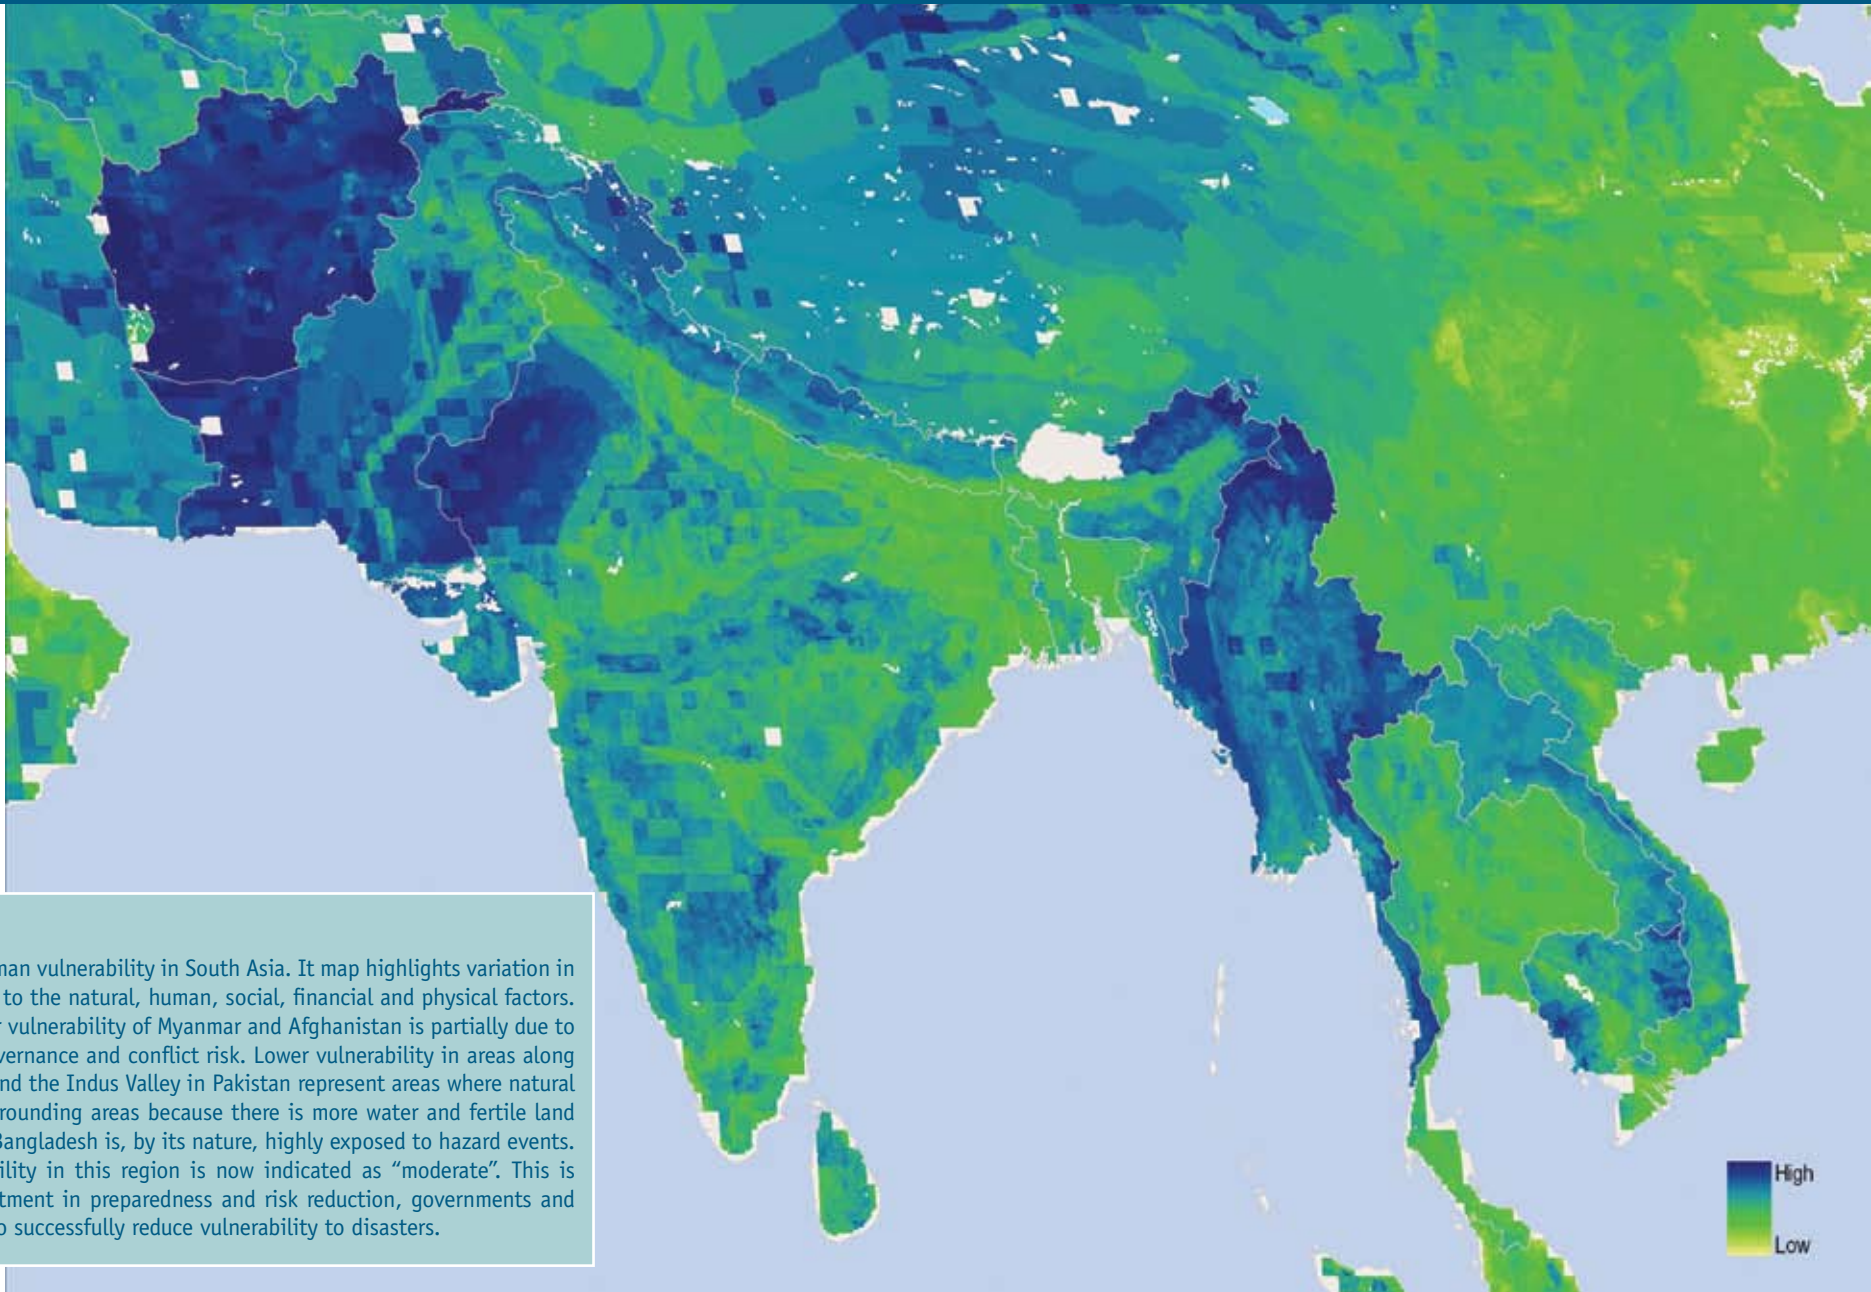 man vulnerability in South Asia. It map highlights variation in
to the natural, human, social, financial and physical factors.
vulnerability of Myanmar and Afghanistan is partially due to
vernance and conflict risk. Lower vulnerability in areas along
nd the Indus Valley in Pakistan represent areas where natural
rounding areas because there is more water and fertile land
Bangladesh is, by its nature, highly exposed to hazard events.
ility in this region is now indicated as “moderate”. This is
tment in preparedness and risk reduction, governments and
o successfully reduce vulnerability to disasters.
High
Low